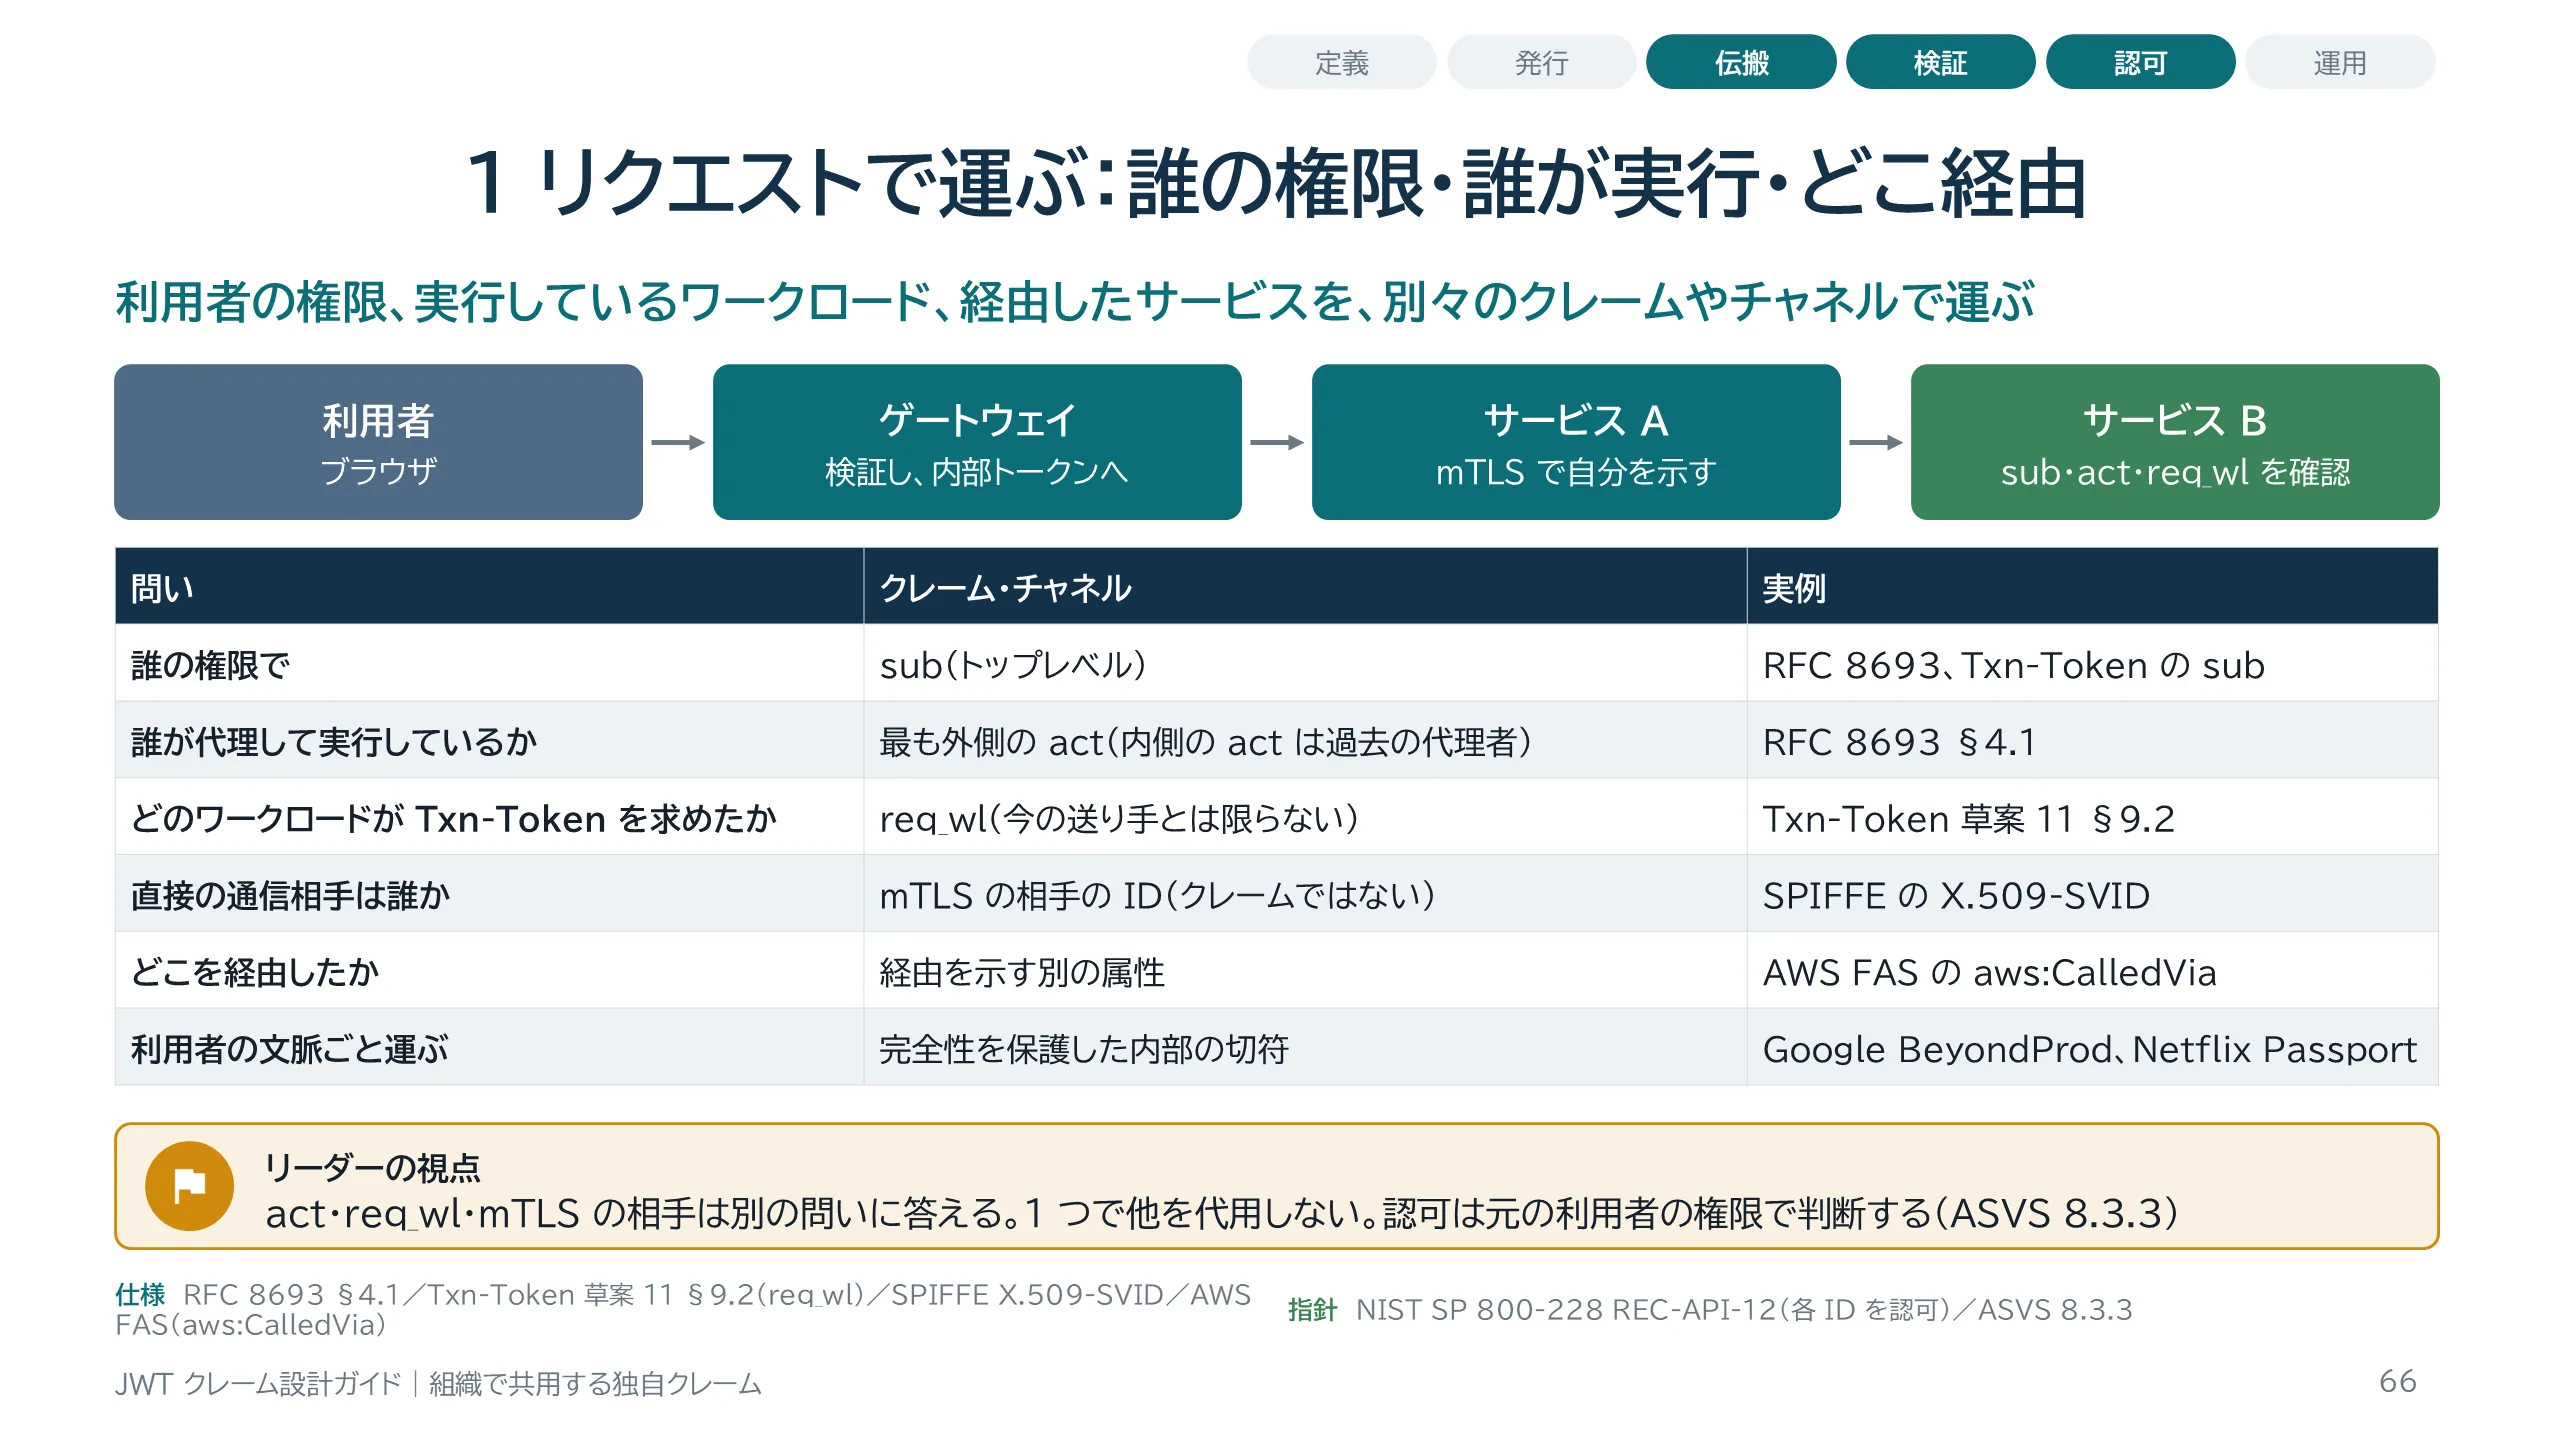 定義 発行 伝搬 検証 認可 運用
1 リクエストで運ぶ：誰の権限・誰が実行・どこ経由
利用者の権限、実行しているワークロード、経由したサービスを、別々のクレームやチャネルで運ぶ
利用者
ブラウザ
ゲートウェイ
検証し、内部トークンへ
サービス A
mTLS で自分を示す
サービス B
sub・act・req_wl を確認
問い クレーム・チャネル 実例
誰の権限で sub（トップレベル） RFC 8693、Txn-Token の sub
誰が代理して実行しているか 最も外側の act（内側の act は過去の代理者） RFC 8693 §4.1
どのワークロードが Txn-Token を求めたか req_wl（今の送り手とは限らない） Txn-Token 草案 11 §9.2
直接の通信相手は誰か mTLS の相手の ID（クレームではない） SPIFFE の X.509-SVID
どこを経由したか 経由を示す別の属性 AWS FAS の aws:CalledVia
利用者の文脈ごと運ぶ 完全性を保護した内部の切符 Google BeyondProd、Netflix Passport
リーダーの視点
act・req_wl・mTLS の相手は別の問いに答える。1 つで他を代用しない。認可は元の利用者の権限で判断する（ASVS 8.3.3）
仕様 RFC 8693 §4.1／Txn-Token 草案 11 §9.2（req_wl）／SPIFFE X.509-SVID／AWS
FAS（aws:CalledVia）
指針 NIST SP 800-228 REC-API-12（各 ID を認可）／ASVS 8.3.3
JWT クレーム設計ガイド｜組織で共用する独自クレーム
66